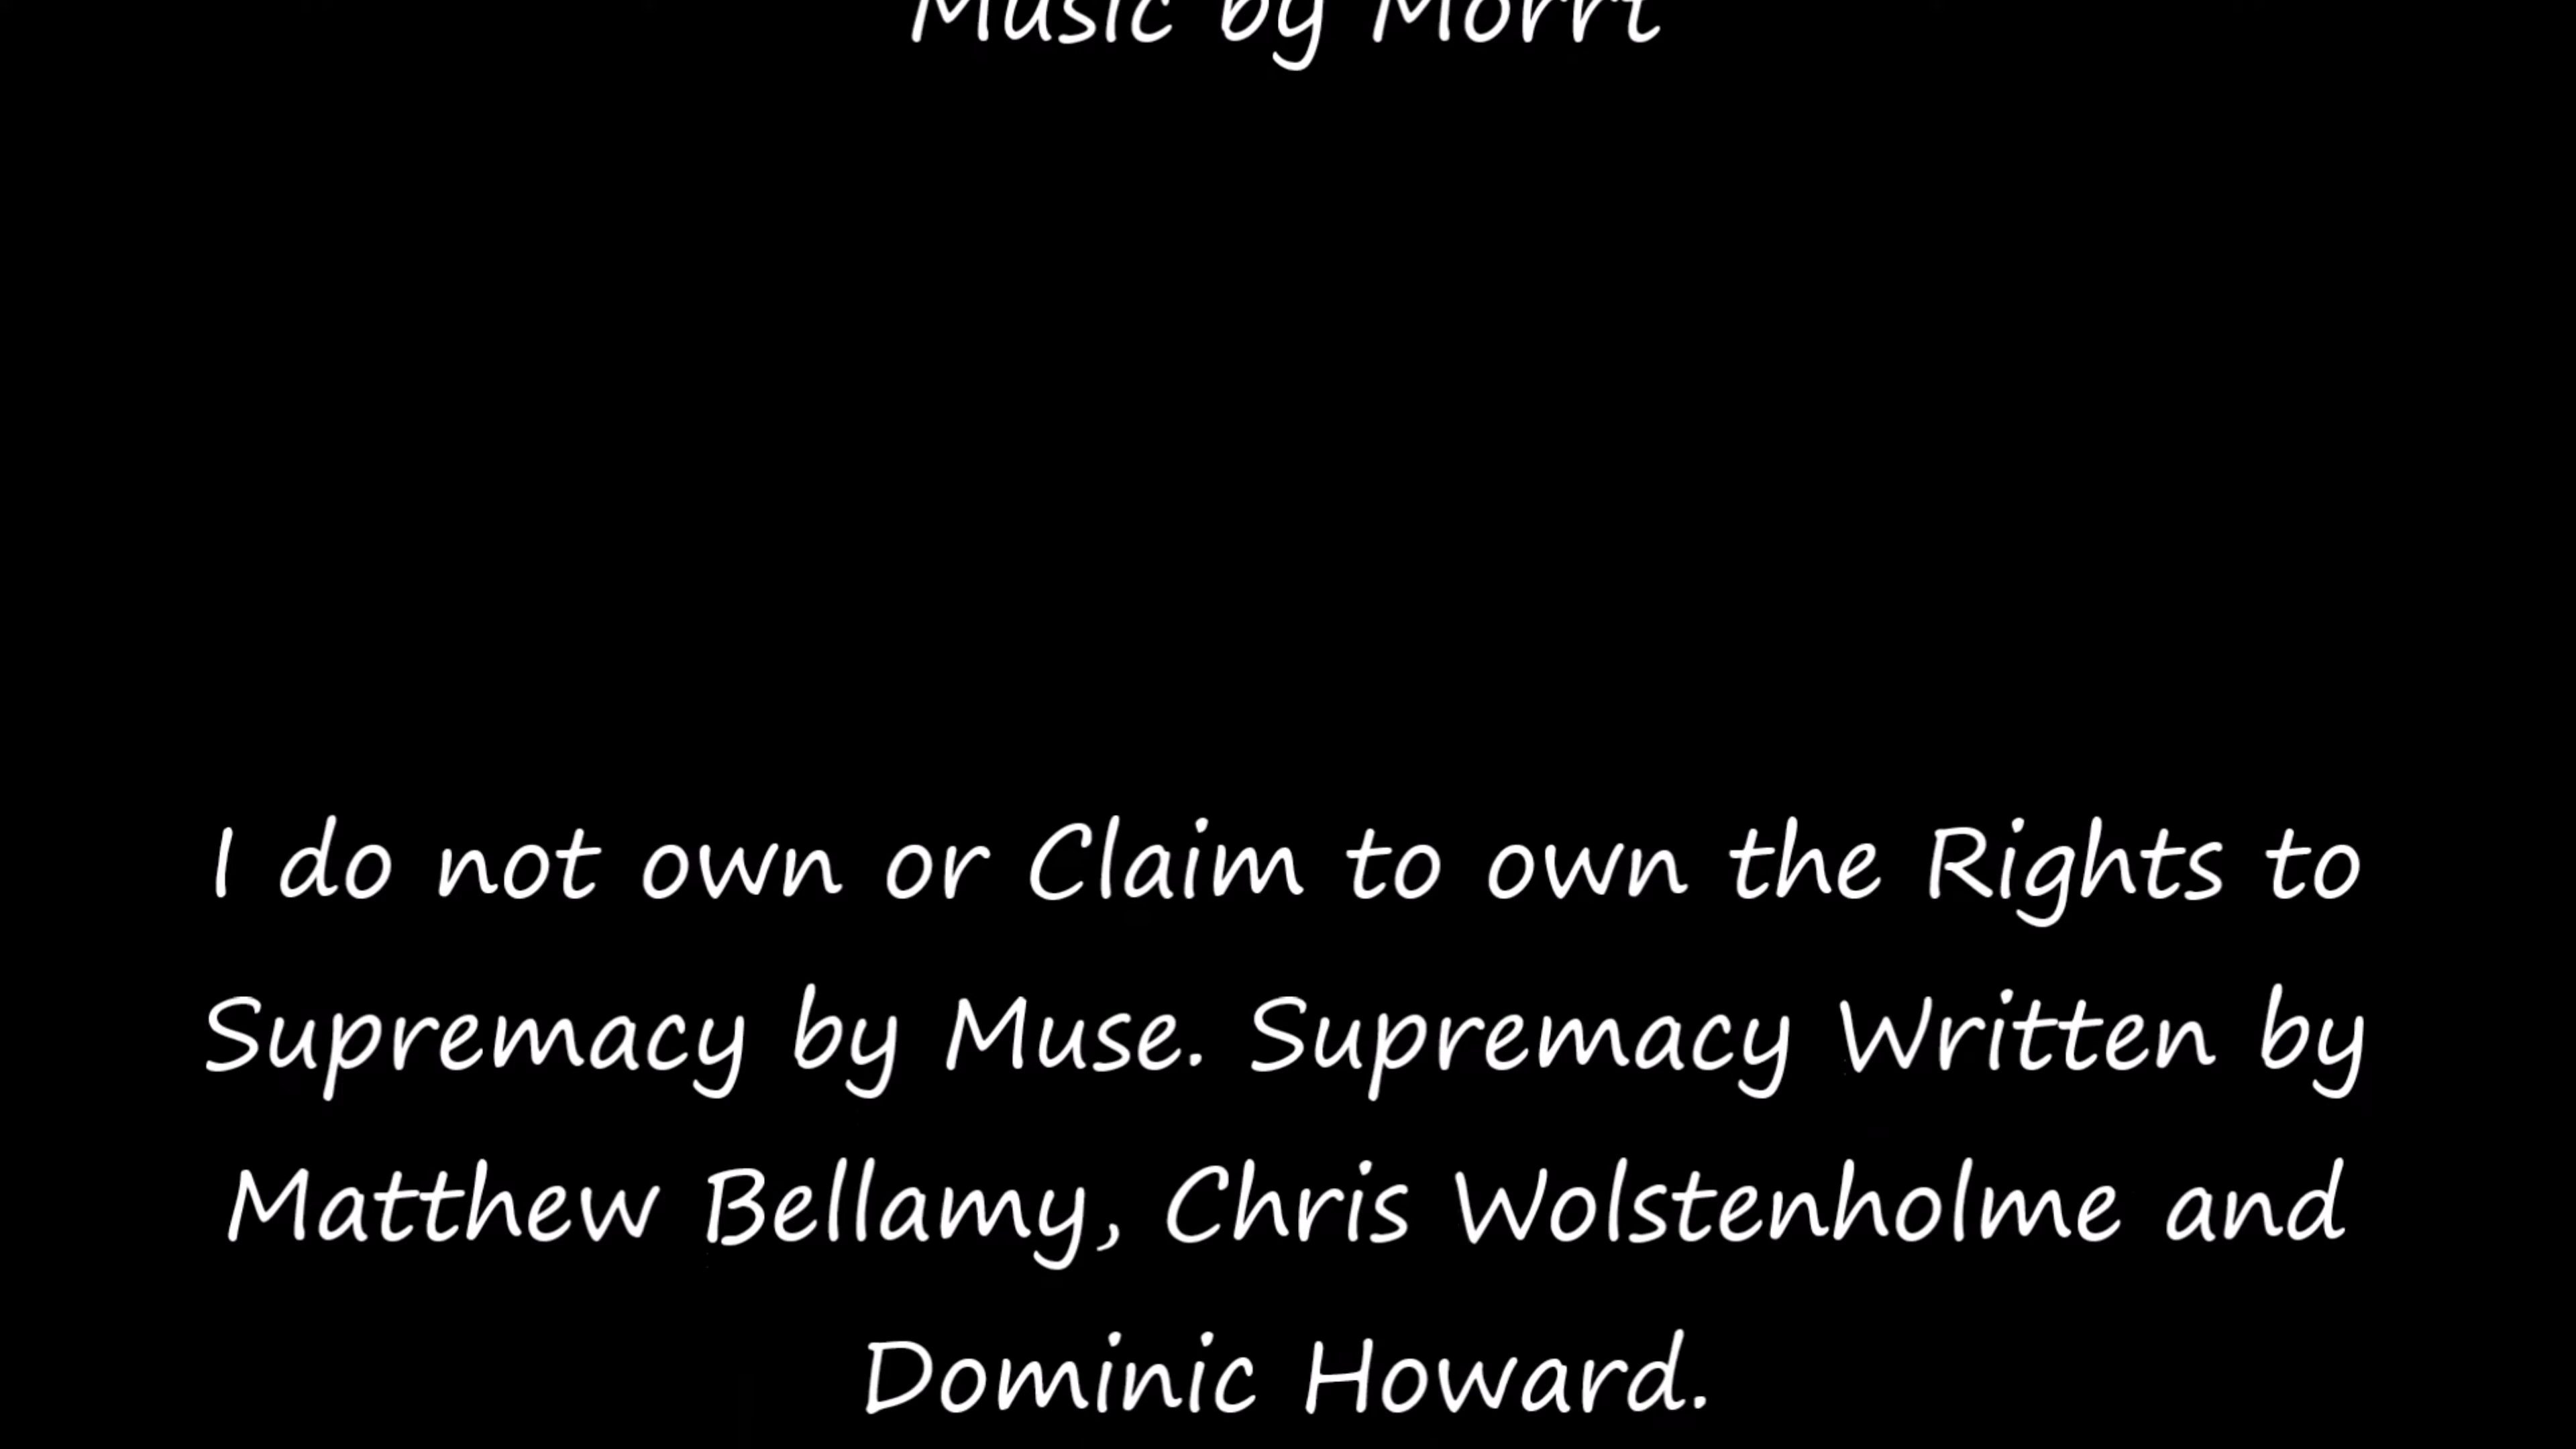 Music by Morrt
I do not own or Claim to own the Rights to
Supremacy by Muse. Supremacy Written by
Matthew Bellamy, Chris Wolstenholme and
Dominic Howard.